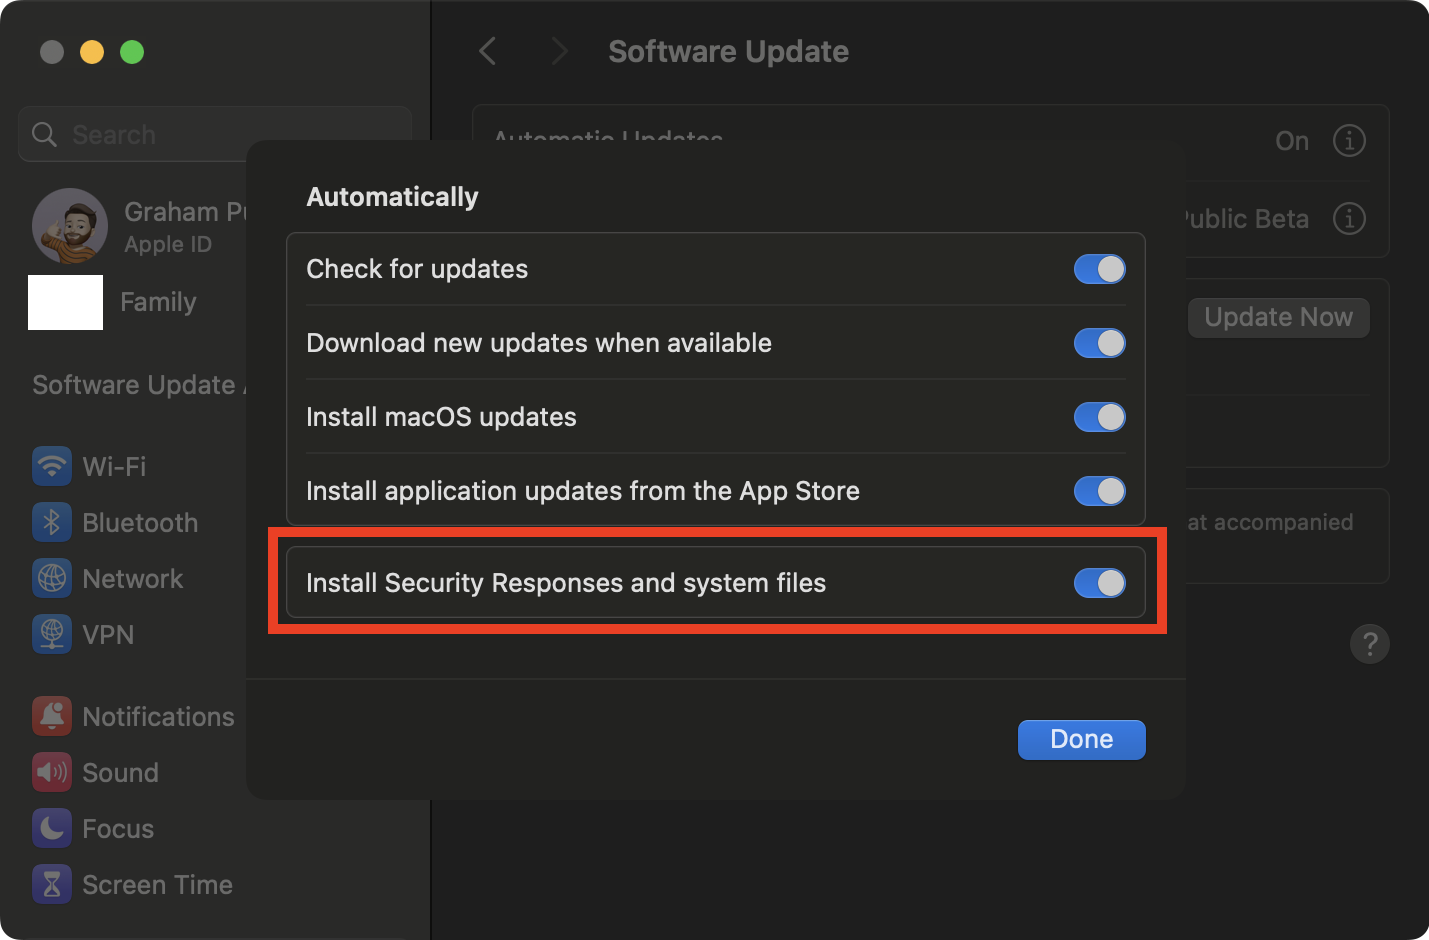 Software Update
Search
Automatic Updates
On
Graham
Apple ID
Public Beta
Family
Update Now
Software Update
Automatically
Check for updates
Download new updates when available
Install macOS updates
Install application updates from the App Store
at accompanied
Install Security Responses and system files
Wi-Fi
Bluetooth
Network
VPN
?
Notifications
Sound
Focus
Screen Time
Done